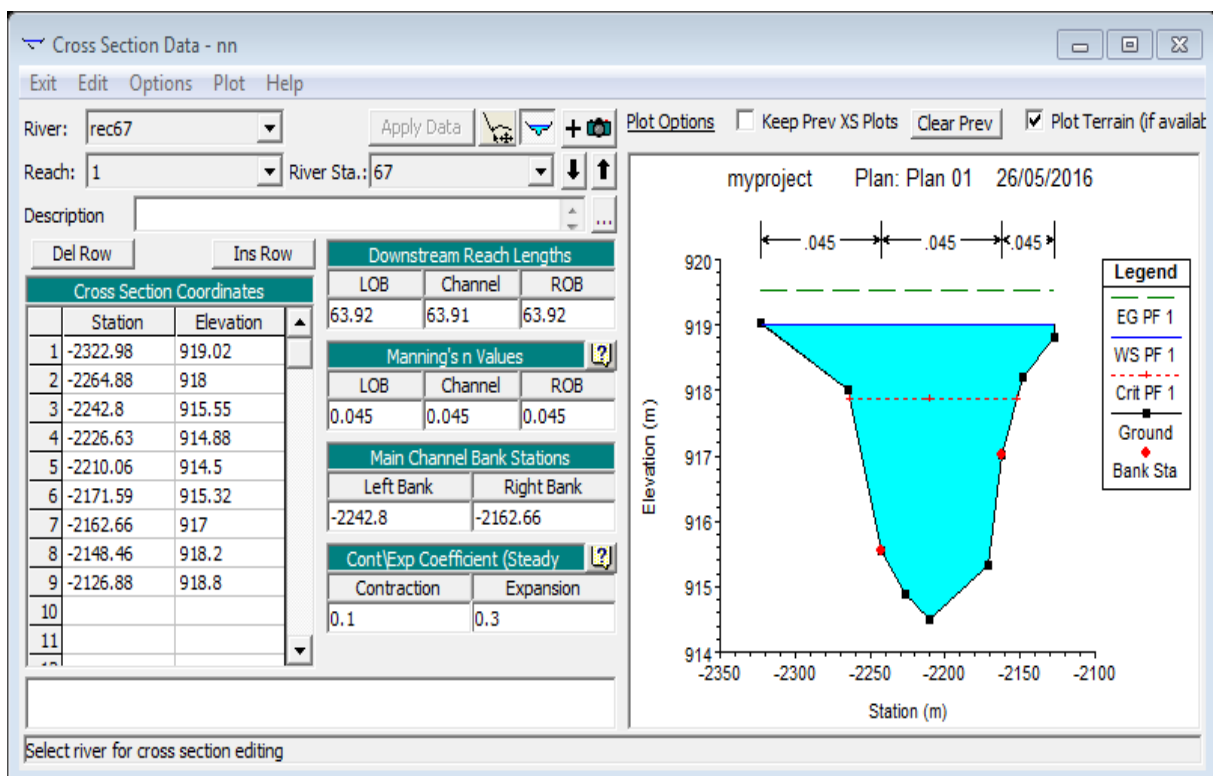 Cross Section Data - nn
Exit Edit Options Plot Help
River: rec67 Apply Data + Plot Options Keep Prev XS Plots Clear Prev Plot Terrain (if availab
Reach: 1 River Sta.: 67
Description ...
Del Row Ins Row
Cross Section Coordinates
Station Elevation
1 -2322.98 919.02
2 -2264.88 918
3 -2242.8 915.55
4 -2226.63 914.88
5 -2210.06 914.5
6 -2171.59 915.32
7 -2162.66 917
8 -2148.46 918.2
9 -2126.88 918.8
10
11
Downstream Reach Lengths
LOB Channel ROB
63.92 63.91 63.92
Manning's n Values
LOB Channel ROB
0.045 0.045 0.045
Main Channel Bank Stations
Left Bank Right Bank
-2242.8 -2162.66
Cont\Exp Coefficient (Steady
Contraction Expansion
0.1 0.3
myproject Plan: Plan 01 26/05/2016
.045 .045 .045
920
919
918
917
916
915
914
Elevation (m)
-2350 -2300 -2250 -2200 -2150 -2100
Station (m)
Legend
EG PF 1
WS PF 1
Crit PF 1
Ground
Bank Sta
Select river for cross section editing